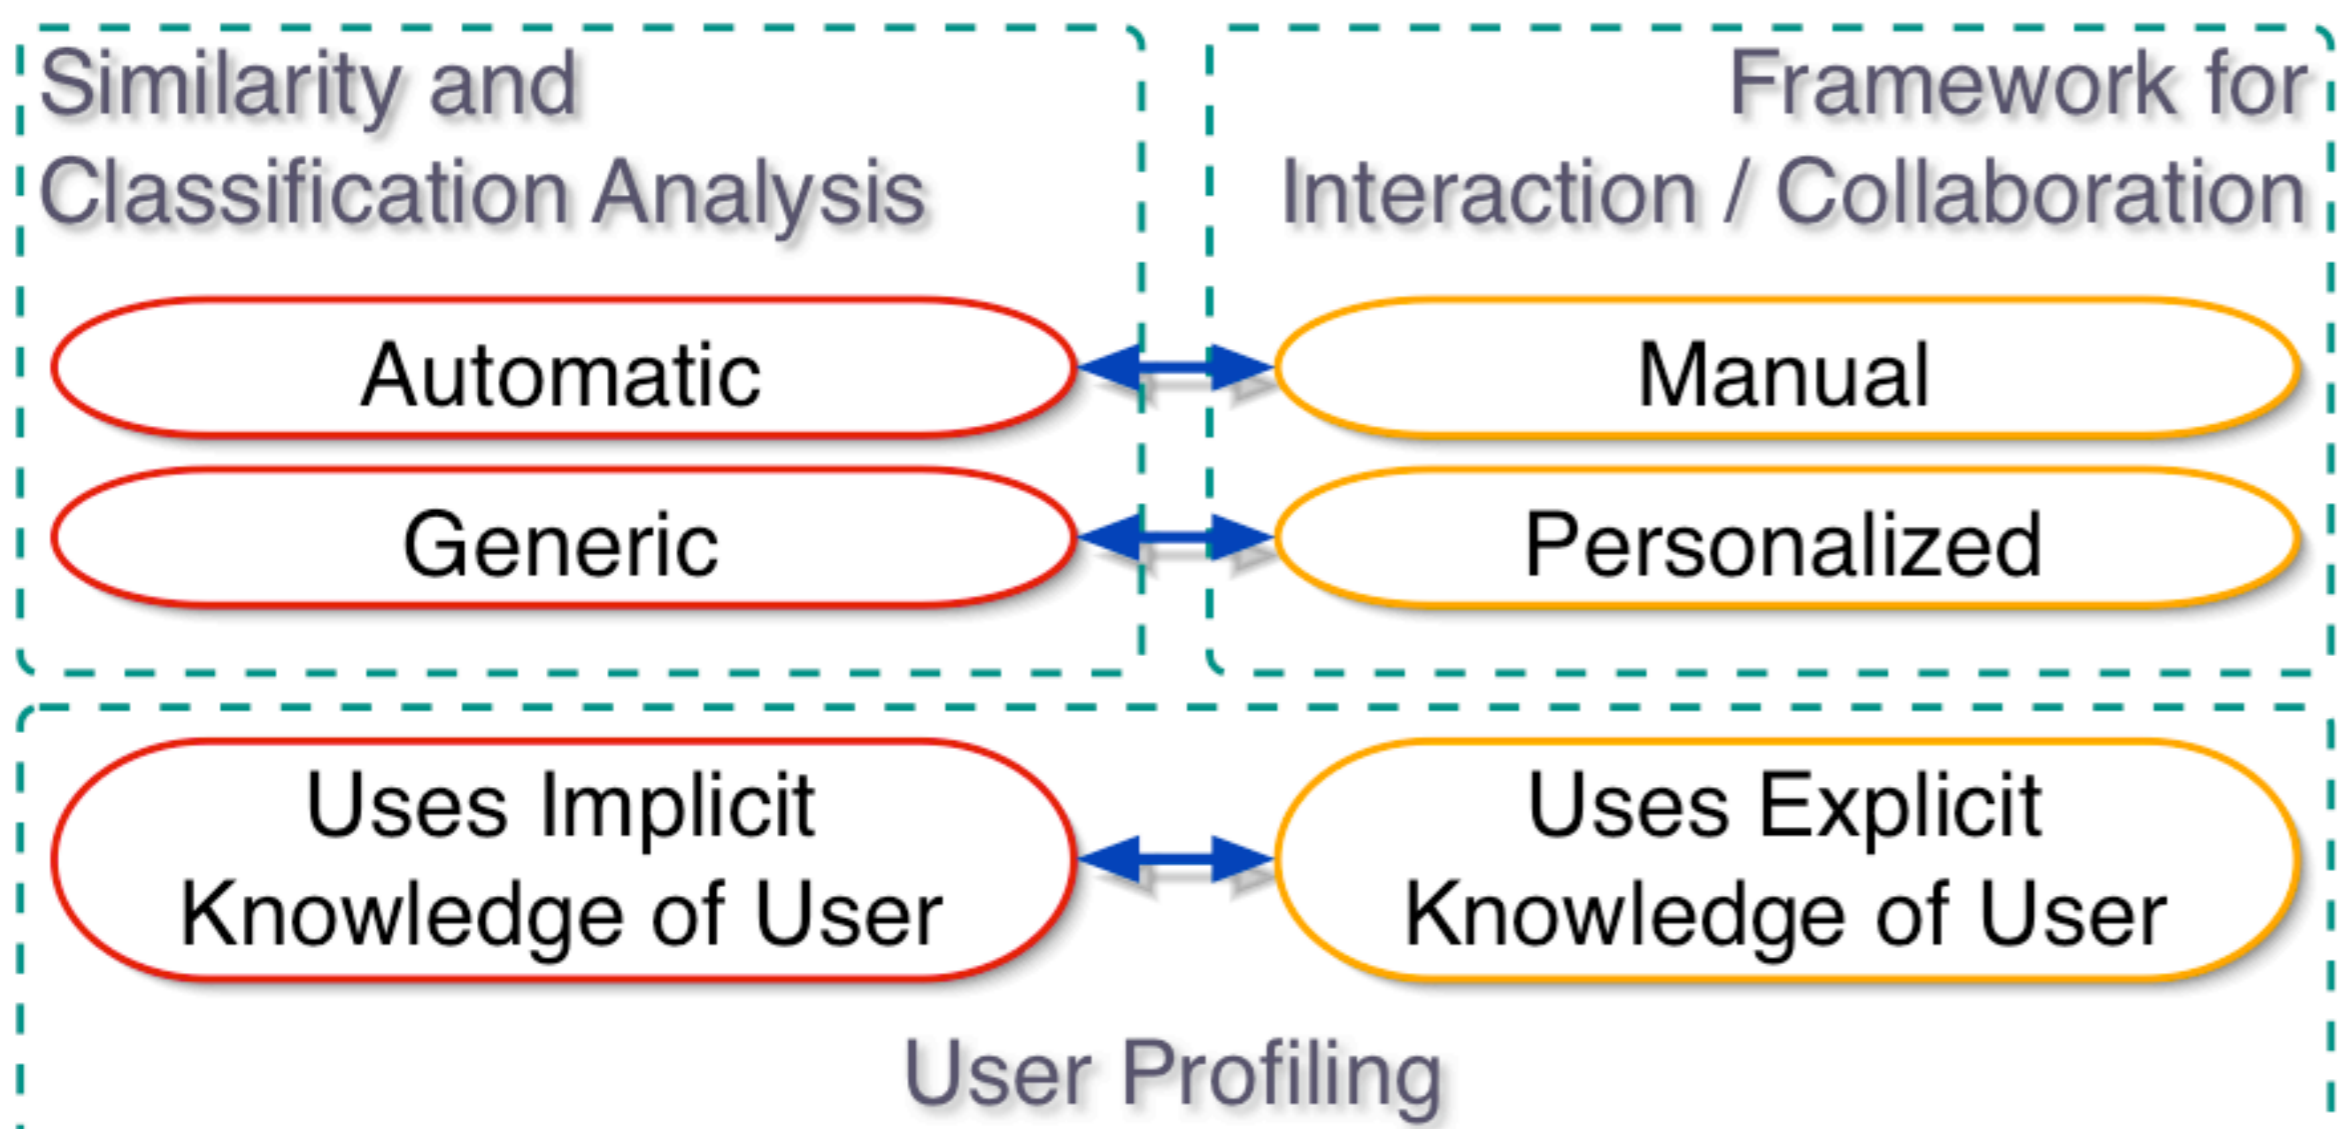 Similarity and
Classification Analysis
Framework for
Interaction / Collaboration
Automatic
Manual
Generic
Personalized
Uses Implicit
Knowledge of User
Uses Explicit
Knowledge of User
User Profiling